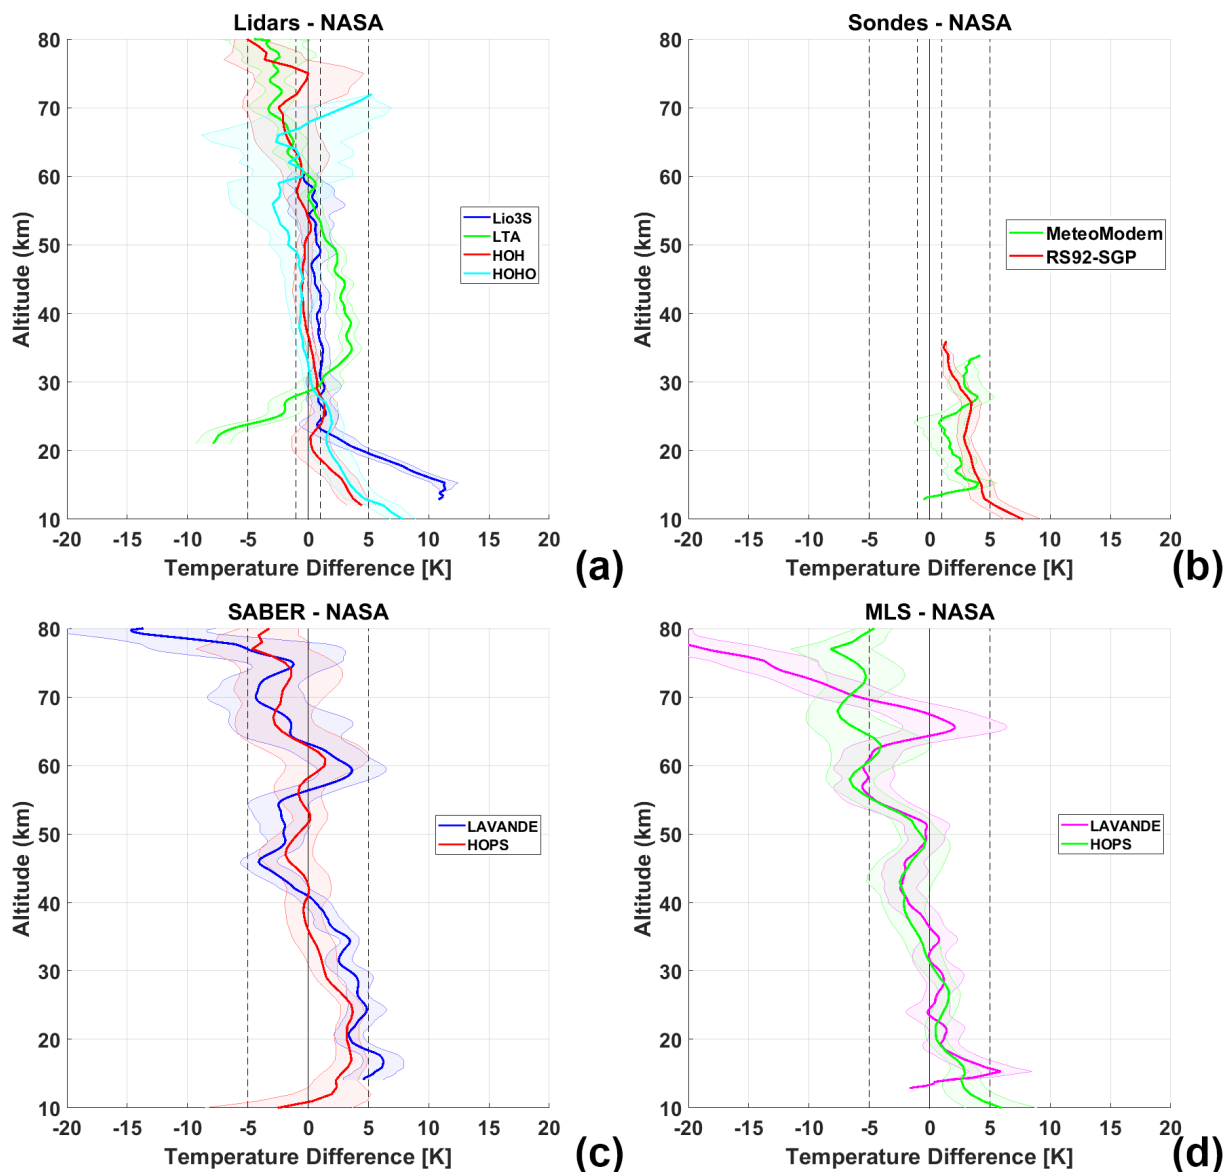 Lidars - NASA
80
70
60
50
40
30
20
10
Altitude (km)
Lio3S
LTA
HOH
HOHO
-20 -15 -10 -5 0 5 10 15 20
Temperature Difference [K]
(a)
Sondes - NASA
80
70
60
50
40
30
20
10
Altitude (km)
MeteoModem
RS92-SGP
-20 -15 -10 -5 0 5 10 15 20
Temperature Difference [K]
(b)
SABER - NASA
80
70
60
50
40
30
20
10
Altitude (km)
LAVANDE
HOPS
-20 -15 -10 -5 0 5 10 15 20
Temperature Difference [K]
(c)
MLS - NASA
80
70
60
50
40
30
20
10
Altitude (km)
LAVANDE
HOPS
-20 -15 -10 -5 0 5 10 15 20
Temperature Difference [K]
(d)